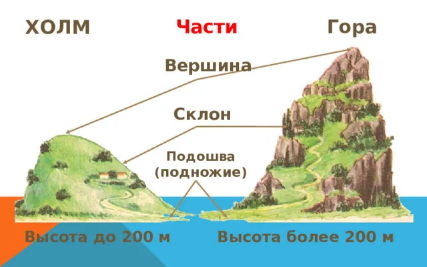 ХОЛМ Части Гора
Вершина
Склон
Подошва
(подножие)
Высота до 200 м Высота более 200 м